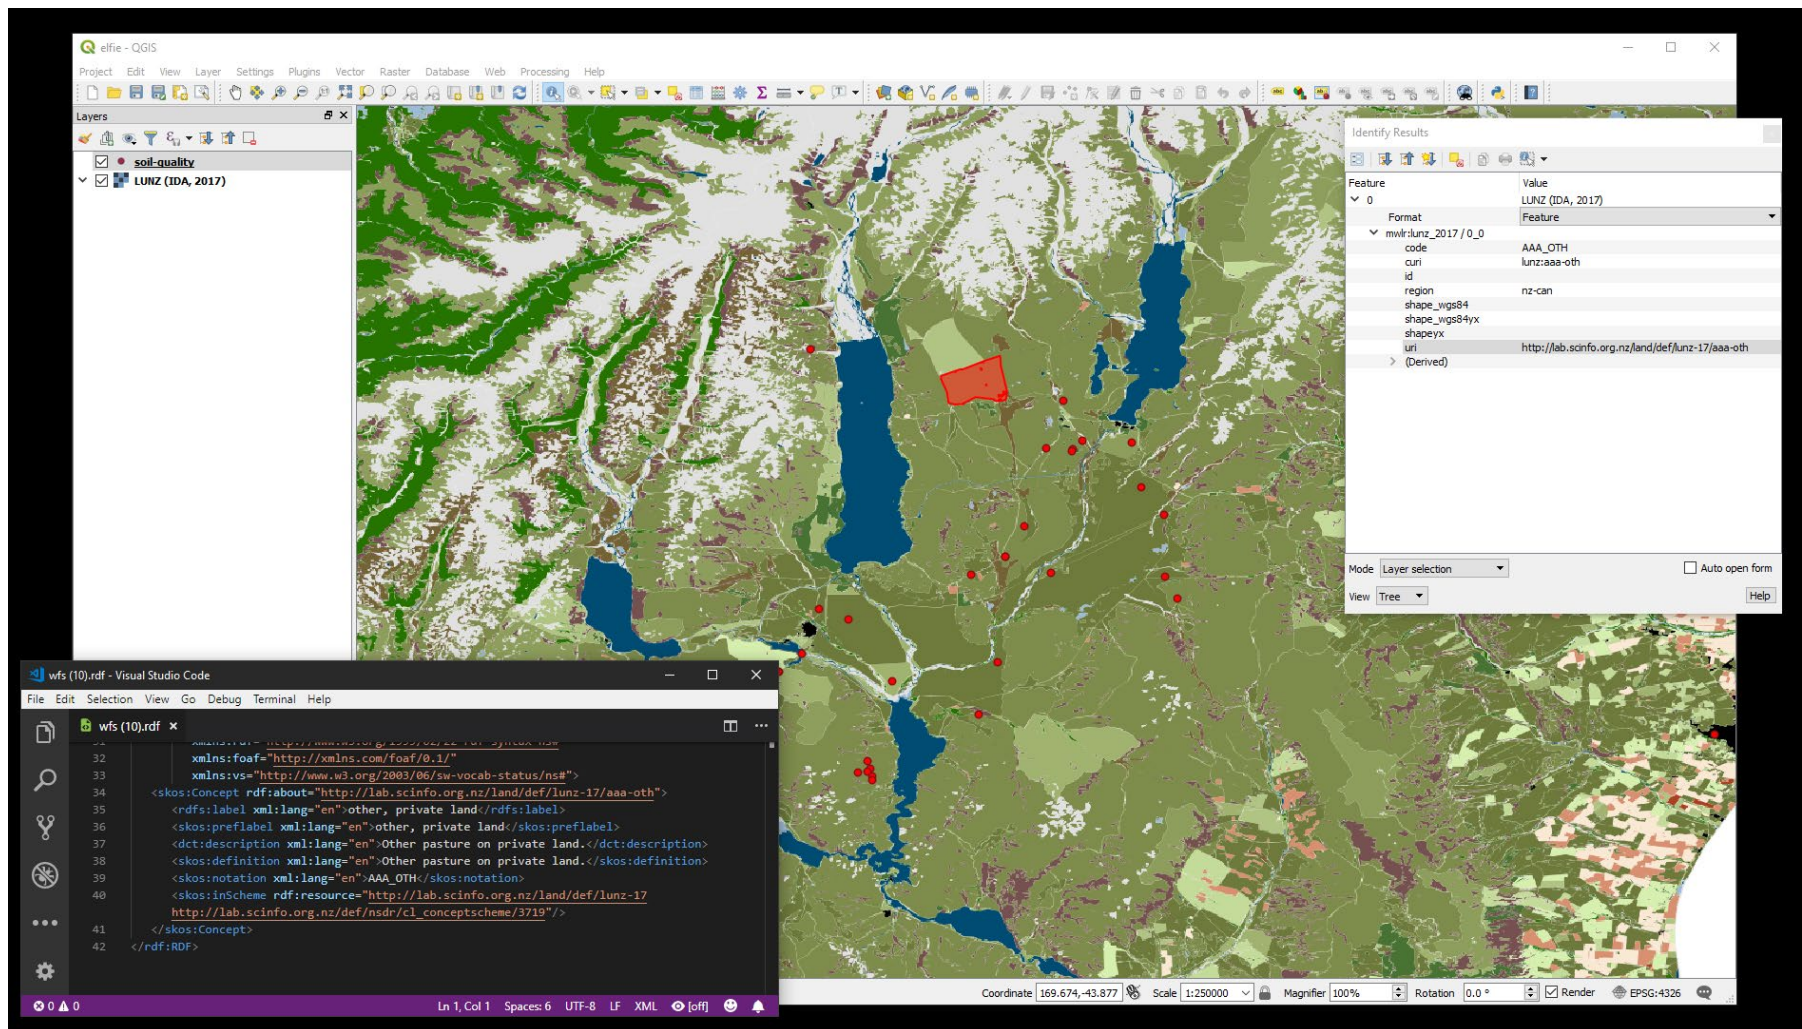 elfie - QGIS
Project Edit View Layer Settings Plugins Vector Raster Database Web Processing Help
Layers
soil-quality
LUNZ (IDA, 2017)
Identify Results
Feature Value
0 LUNZ (IDA, 2017)
Format Feature
mwlr:lunz_2017 / 0_0
code AAA_OTH
curi lunz:aaa-oth
id
region nz-can
shape_wgs84
shape_wgs84yx
shapeyx
uri http://lab.scinfo.org.nz/land/def/lunz-17/aaa-oth
(Derived)
Mode Layer selection Auto open form
View Tree Help
wfs (10).rdf - Visual Studio Code
File Edit Selection View Go Debug Terminal Help
wfs (10).rdf
32 xmlns:foaf="http://xmlns.com/foaf/0.1/"
33 xmlns:vs="http://www.w3.org/2003/06/sw-vocab-status/ns#">
34 <skos:Concept rdf:about="http://lab.scinfo.org.nz/land/def/lunz-17/aaa-oth">
35 <rdfs:label xml:lang="en">other, private land</rdfs:label>
36 <skos:preflabel xml:lang="en">other, private land</skos:preflabel>
37 <dct:description xml:lang="en">Other pasture on private land.</dct:description>
38 <skos:definition xml:lang="en">Other pasture on private land.</skos:definition>
39 <skos:notation xml:lang="en">AAA_OTH</skos:notation>
40 <skos:inScheme rdf:resource="http://lab.scinfo.org.nz/land/def/lunz-17
http://lab.scinfo.org.nz/def/nsdr/cl_conceptscheme/3719"/>
41 </skos:Concept>
42 </rdf:RDF>
0 0 Ln 1, Col 1 Spaces: 6 UTF-8 LF XML [off]
Coordinate 169.674,-43.877 Scale 1:250000 Magnifier 100% Rotation 0.0 ° Render EPSG:4326